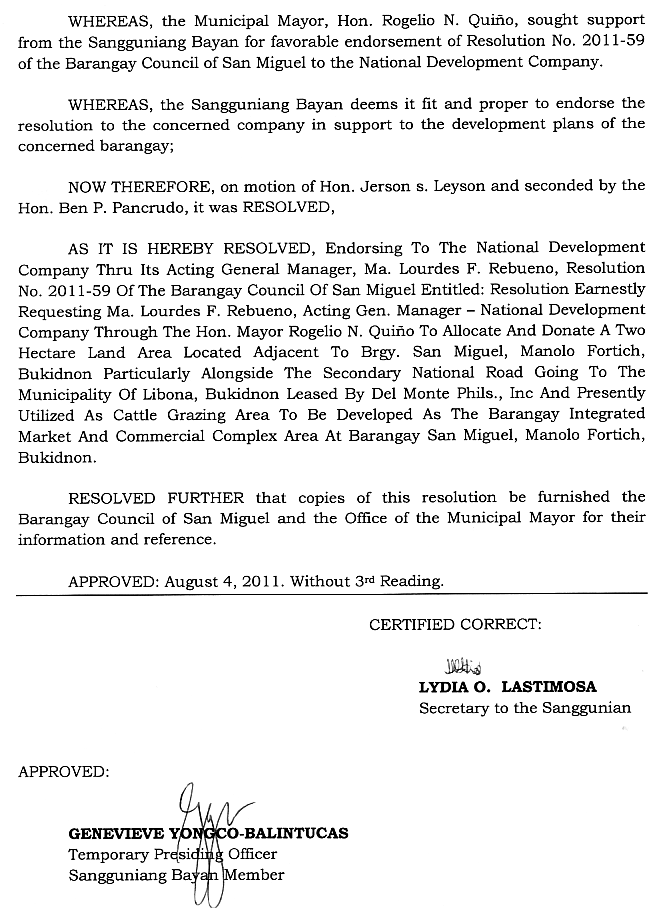 WHEREAS, the Municipal Mayor, Hon. Rogelio N. Quiño, sought support
from the Sangguniang Bayan for favorable endorsement of Resolution No. 2011-59
of the Barangay Council of San Miguel to the National Development Company.
WHEREAS, the Sangguniang Bayan deems it fit and proper to endorse the
resolution to the concerned company in support to the development plans of the
concerned barangay;
NOW THEREFORE, on motion of Hon. Jerson s. Leyson and seconded by the
Hon. Ben P. Pancrudo, it was RESOLVED,
AS IT IS HEREBY RESOLVED, Endorsing To The National Development
Company Thru Its Acting General Manager, Ma. Lourdes F. Rebueno, Resolution
No. 2011-59 Of The Barangay Council Of San Miguel Entitled: Resolution Earnestly
Requesting Ma. Lourdes F. Rebueno, Acting Gen. Manager – National Development
Company Through The Hon. Mayor Rogelio N. Quiño To Allocate And Donate A Two
Hectare Land Area Located Adjacent To Brgy. San Miguel, Manolo Fortich,
Bukidnon Particularly Alongside The Secondary National Road Going To The
Municipality Of Libona, Bukidnon Leased By Del Monte Phils., Inc And Presently
Utilized As Cattle Grazing Area To Be Developed As The Barangay Integrated
Market And Commercial Complex Area At Barangay San Miguel, Manolo Fortich,
Bukidnon.
RESOLVED FURTHER that copies of this resolution be furnished the
Barangay Council of San Miguel and the Office of the Municipal Mayor for their
information and reference.
APPROVED: August 4, 2011. Without 3rd Reading.
CERTIFIED CORRECT:
LYDIA O. LASTIMOSA
Secretary to the Sanggunian
APPROVED:
GENEVIEVE YONGCO-BALINTUCAS
Temporary Presiding Officer
Sangguniang Bayan Member